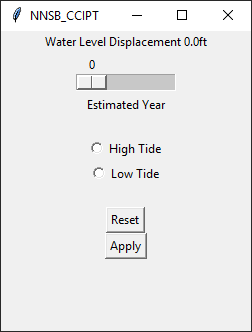 NNSB_CCIPT
Water Level Displacement 0.0ft
0
Estimated Year
High Tide
Low Tide
Reset
Apply